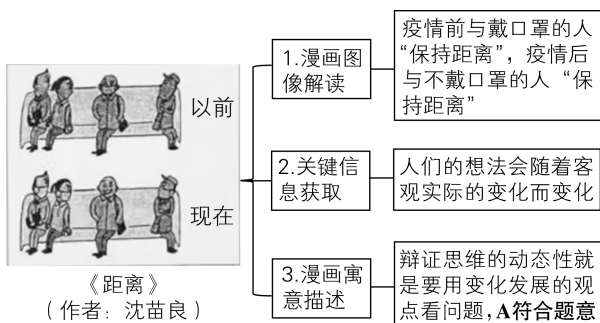 以前
现在
《距离》
(作者：沈苗良)
1.漫画图
像解读
疫情前与戴口罩的人
“保持距离”，疫情后
与不戴口罩的人 “保
持距离”
2.关键信
息获取
人们的想法会随着客
观实际的变化而变化
3.漫画寓
意描述
辩证思维的动态性就
是要用变化发展的观
点看问题,A符合题意